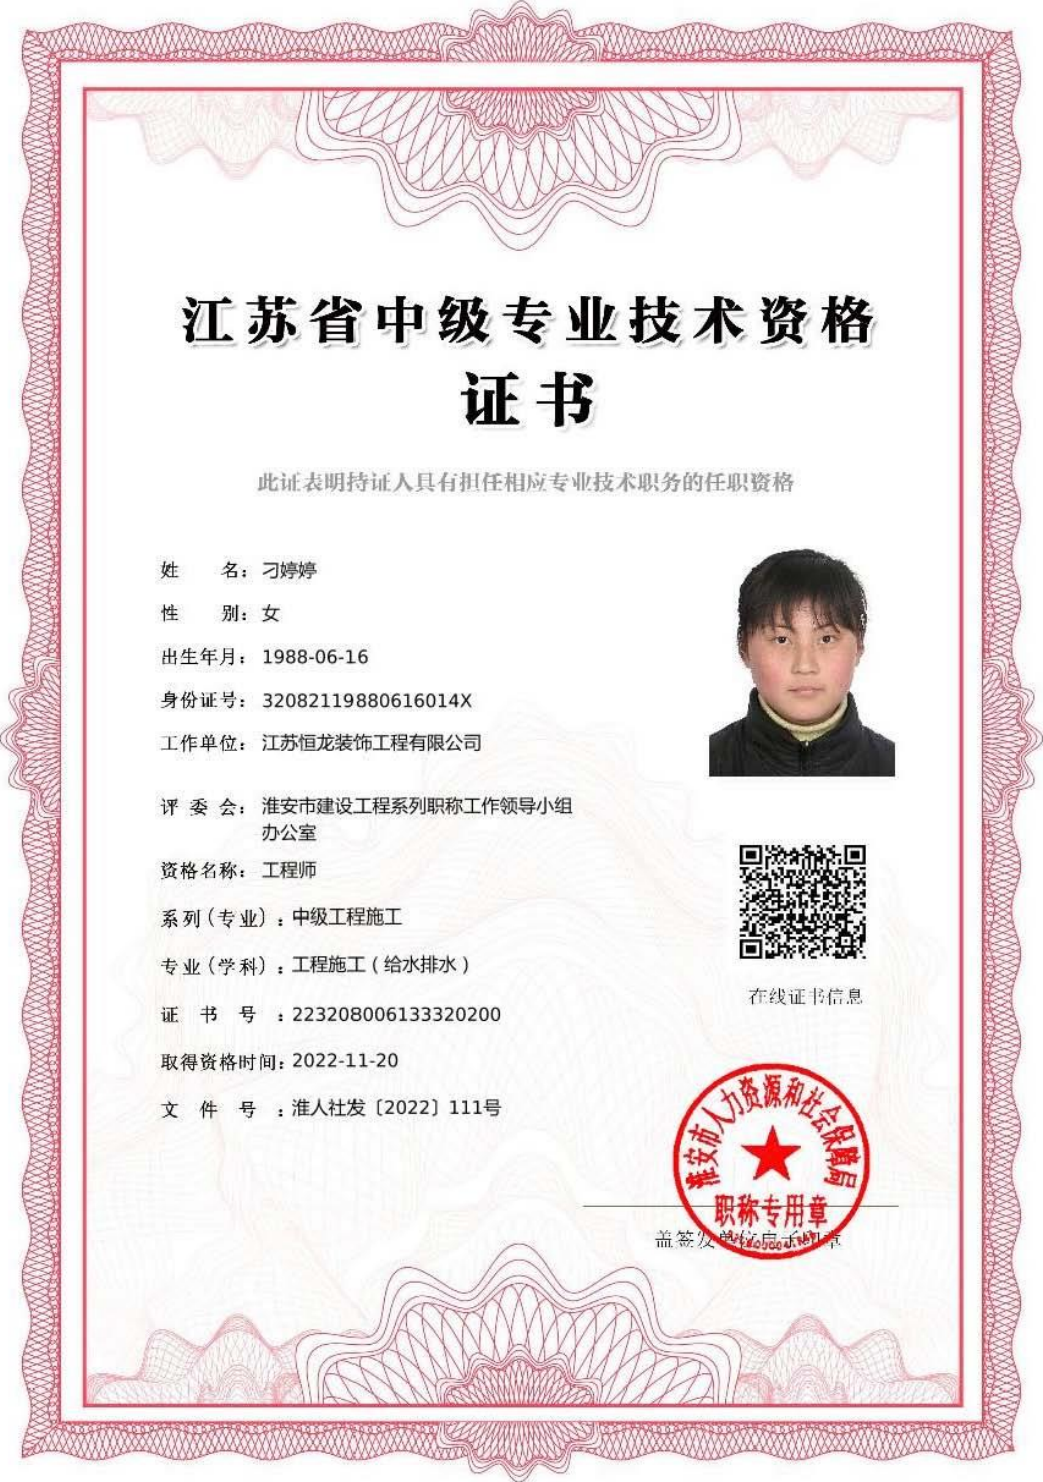 江苏省中级专业技术资格
证书
此证表明持证人具有担任相应专业技术职务的任职资格
姓 名：刁婷婷
性 别：女
出生年月：1988-06-16
身份证号：32082119880616014X
工作单位：江苏恒龙装饰工程有限公司
评 委 会：淮安市建设工程系列职称工作领导小组
办公室
资格名称：工程师
系列(专业)：中级工程施工
专业(学科)：工程施工（给水排水）
证 书 号：223208006133320200
取得资格时间：2022-11-20
文 件 号：淮人社发〔2022〕111号
在线证书信息
淮安市人力资源和社会保障局
职称专用章
盖签发单位电子印章